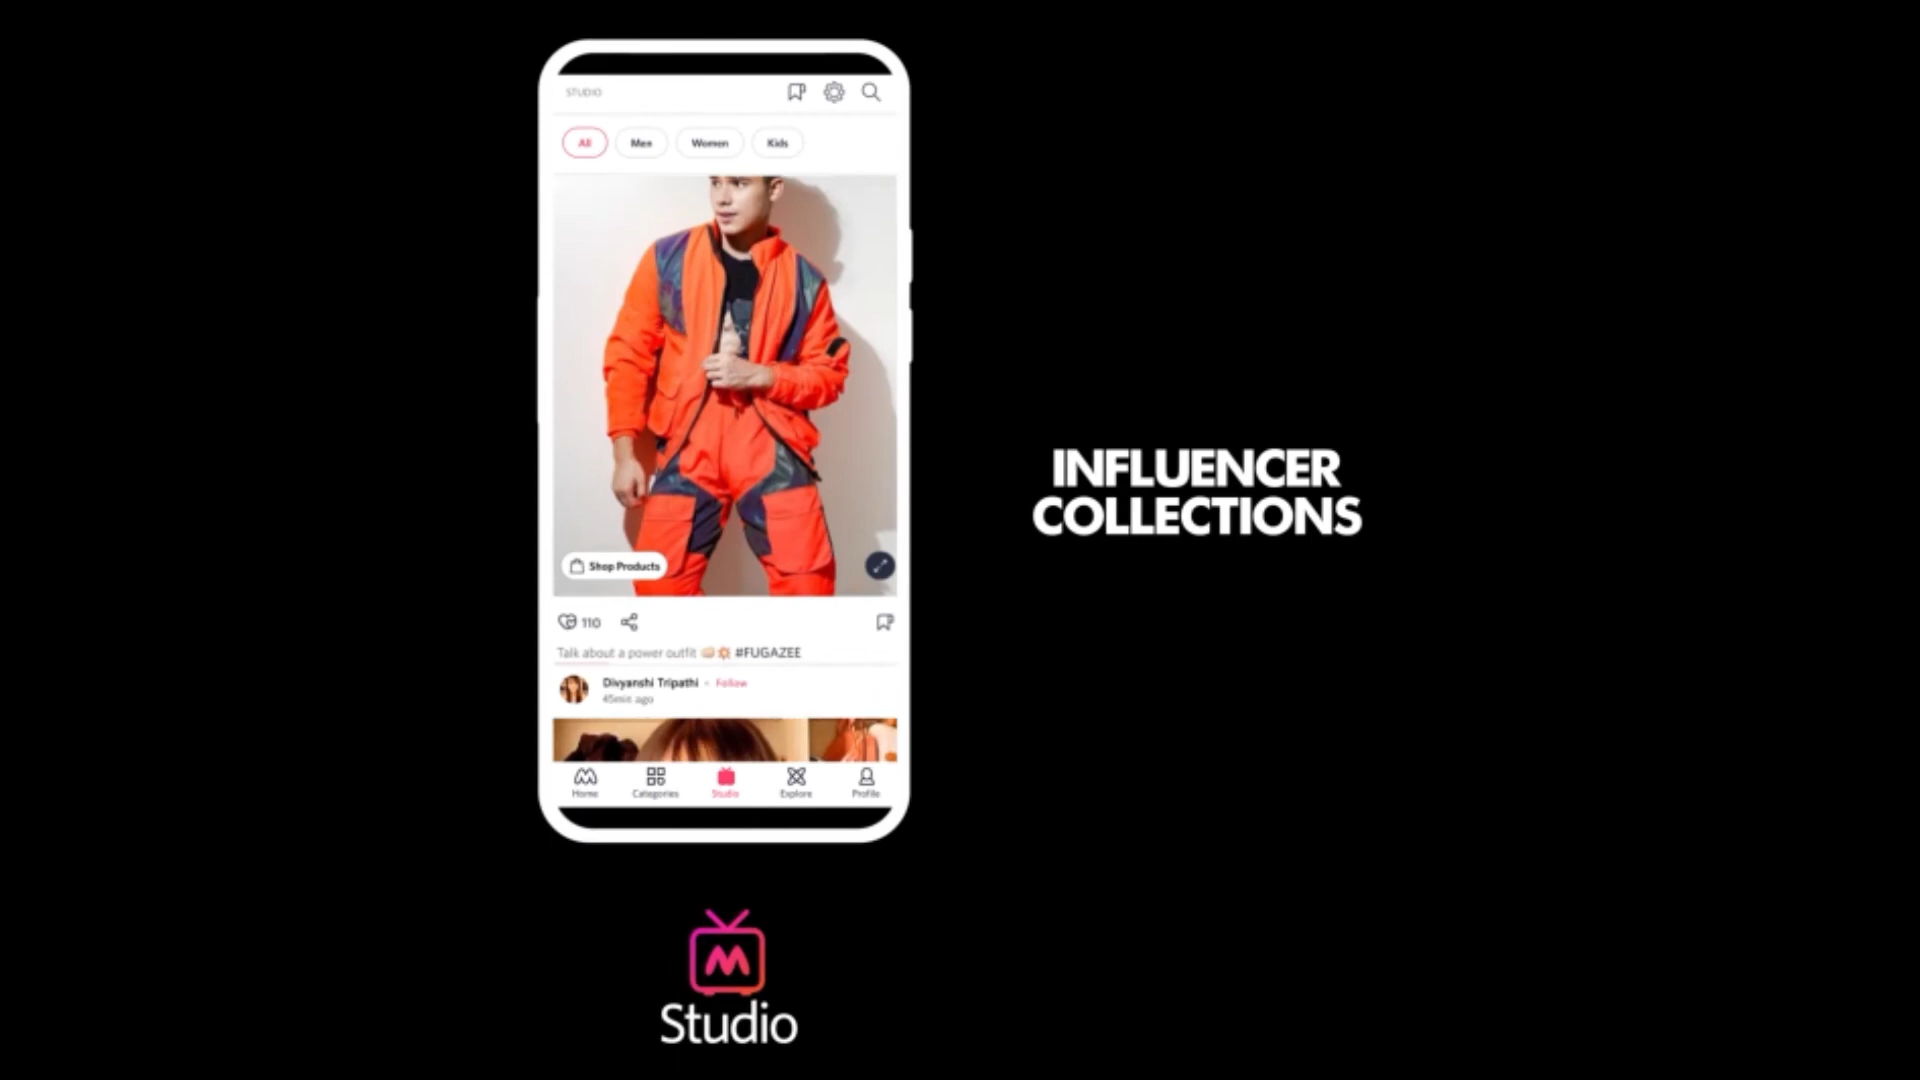 STUDIO
All Men Women Kids
Shop Products
110
Talk about a power outfit #FUGAZEE
Divyanshi Tripathi • Follow
45min ago
Home Categories Studio Explore Profile
INFLUENCER
COLLECTIONS
M
Studio